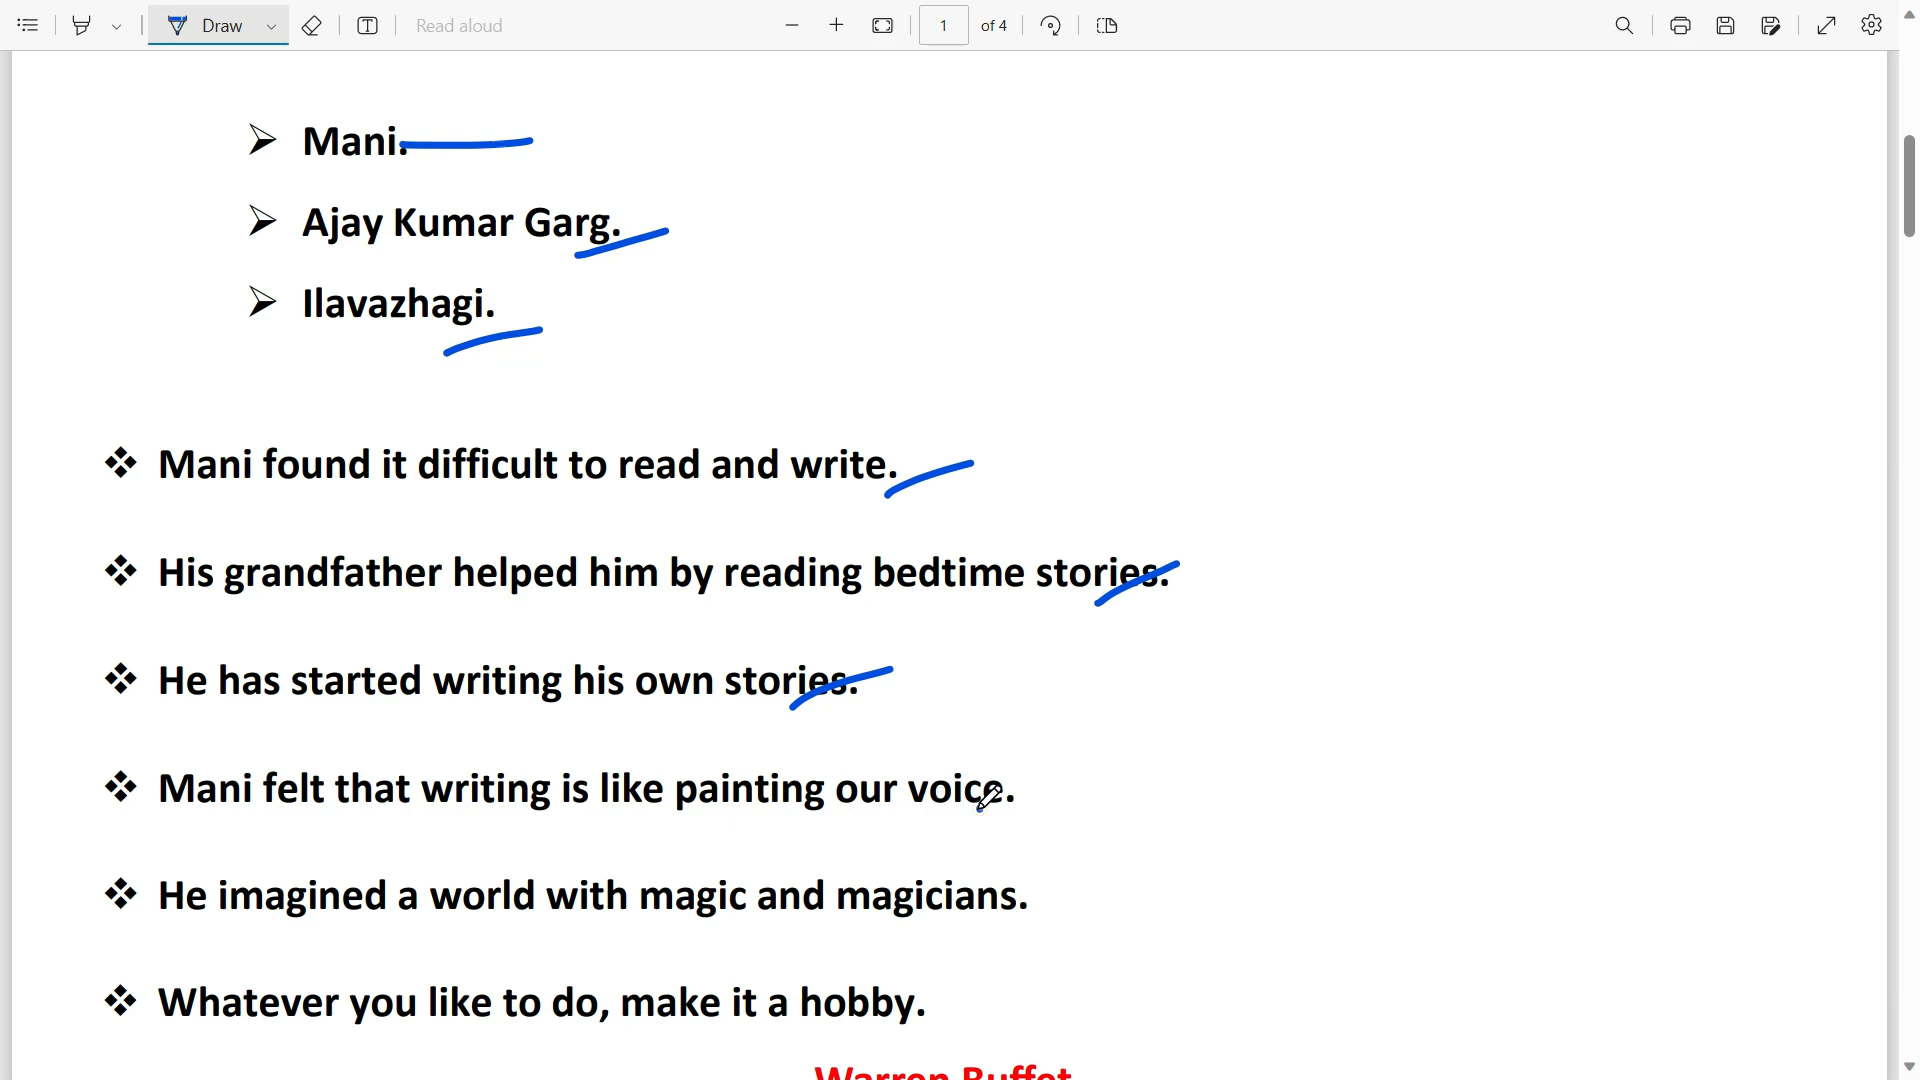 Draw Read aloud 1 of 4
➢ Mani.
➢ Ajay Kumar Garg.
➢ Ilavazhagi.
❖ Mani found it difficult to read and write.
❖ His grandfather helped him by reading bedtime stories.
❖ He has started writing his own stories.
❖ Mani felt that writing is like painting our voice.
❖ He imagined a world with magic and magicians.
❖ Whatever you like to do, make it a hobby.
Warren Buffet